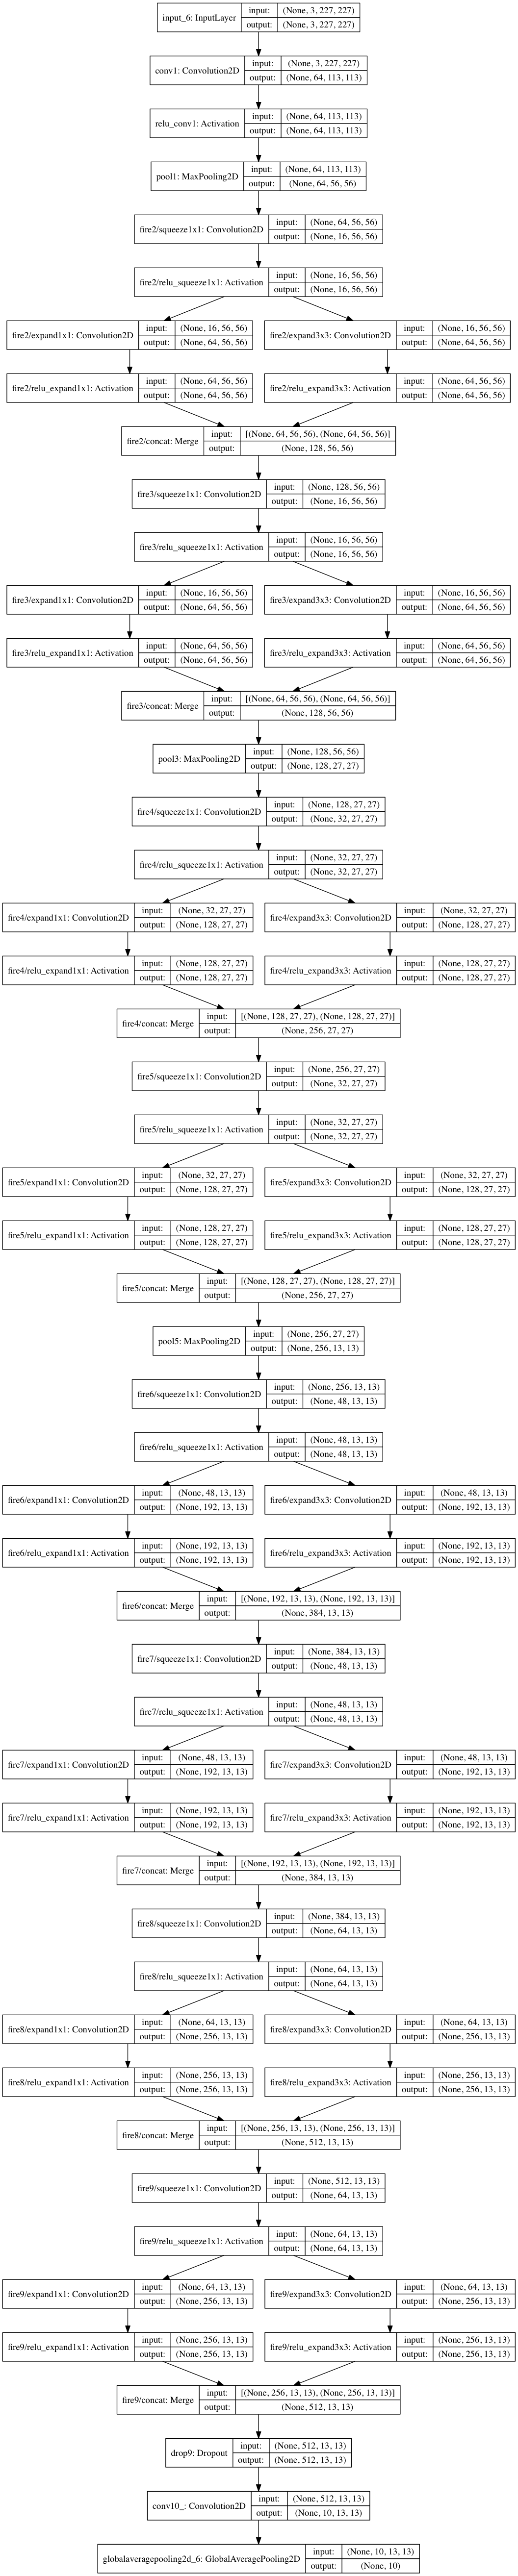 input_6: InputLayer input: (None, 3, 227, 227)
output: (None, 3, 227, 227)
conv1: Convolution2D input: (None, 3, 227, 227)
output: (None, 64, 113, 113)
relu_conv1: Activation input: (None, 64, 113, 113)
output: (None, 64, 113, 113)
pool1: MaxPooling2D input: (None, 64, 113, 113)
output: (None, 64, 56, 56)
fire2/squeeze1x1: Convolution2D input: (None, 64, 56, 56)
output: (None, 16, 56, 56)
fire2/relu_squeeze1x1: Activation input: (None, 16, 56, 56)
output: (None, 16, 56, 56)
fire2/expand1x1: Convolution2D input: (None, 16, 56, 56)
output: (None, 64, 56, 56)
fire2/expand3x3: Convolution2D input: (None, 16, 56, 56)
output: (None, 64, 56, 56)
fire2/relu_expand1x1: Activation input: (None, 64, 56, 56)
output: (None, 64, 56, 56)
fire2/relu_expand3x3: Activation input: (None, 64, 56, 56)
output: (None, 64, 56, 56)
fire2/concat: Merge input: [(None, 64, 56, 56), (None, 64, 56, 56)]
output: (None, 128, 56, 56)
fire3/squeeze1x1: Convolution2D input: (None, 128, 56, 56)
output: (None, 16, 56, 56)
fire3/relu_squeeze1x1: Activation input: (None, 16, 56, 56)
output: (None, 16, 56, 56)
fire3/expand1x1: Convolution2D input: (None, 16, 56, 56)
output: (None, 64, 56, 56)
fire3/expand3x3: Convolution2D input: (None, 16, 56, 56)
output: (None, 64, 56, 56)
fire3/relu_expand1x1: Activation input: (None, 64, 56, 56)
output: (None, 64, 56, 56)
fire3/relu_expand3x3: Activation input: (None, 64, 56, 56)
output: (None, 64, 56, 56)
fire3/concat: Merge input: [(None, 64, 56, 56), (None, 64, 56, 56)]
output: (None, 128, 56, 56)
pool3: MaxPooling2D input: (None, 128, 56, 56)
output: (None, 128, 27, 27)
fire4/squeeze1x1: Convolution2D input: (None, 128, 27, 27)
output: (None, 32, 27, 27)
fire4/relu_squeeze1x1: Activation input: (None, 32, 27, 27)
output: (None, 32, 27, 27)
fire4/expand1x1: Convolution2D input: (None, 32, 27, 27)
output: (None, 128, 27, 27)
fire4/expand3x3: Convolution2D input: (None, 32, 27, 27)
output: (None, 128, 27, 27)
fire4/relu_expand1x1: Activation input: (None, 128, 27, 27)
output: (None, 128, 27, 27)
fire4/relu_expand3x3: Activation input: (None, 128, 27, 27)
output: (None, 128, 27, 27)
fire4/concat: Merge input: [(None, 128, 27, 27), (None, 128, 27, 27)]
output: (None, 256, 27, 27)
fire5/squeeze1x1: Convolution2D input: (None, 256, 27, 27)
output: (None, 32, 27, 27)
fire5/relu_squeeze1x1: Activation input: (None, 32, 27, 27)
output: (None, 32, 27, 27)
fire5/expand1x1: Convolution2D input: (None, 32, 27, 27)
output: (None, 128, 27, 27)
fire5/expand3x3: Convolution2D input: (None, 32, 27, 27)
output: (None, 128, 27, 27)
fire5/relu_expand1x1: Activation input: (None, 128, 27, 27)
output: (None, 128, 27, 27)
fire5/relu_expand3x3: Activation input: (None, 128, 27, 27)
output: (None, 128, 27, 27)
fire5/concat: Merge input: [(None, 128, 27, 27), (None, 128, 27, 27)]
output: (None, 256, 27, 27)
pool5: MaxPooling2D input: (None, 256, 27, 27)
output: (None, 256, 13, 13)
fire6/squeeze1x1: Convolution2D input: (None, 256, 13, 13)
output: (None, 48, 13, 13)
fire6/relu_squeeze1x1: Activation input: (None, 48, 13, 13)
output: (None, 48, 13, 13)
fire6/expand1x1: Convolution2D input: (None, 48, 13, 13)
output: (None, 192, 13, 13)
fire6/expand3x3: Convolution2D input: (None, 48, 13, 13)
output: (None, 192, 13, 13)
fire6/relu_expand1x1: Activation input: (None, 192, 13, 13)
output: (None, 192, 13, 13)
fire6/relu_expand3x3: Activation input: (None, 192, 13, 13)
output: (None, 192, 13, 13)
fire6/concat: Merge input: [(None, 192, 13, 13), (None, 192, 13, 13)]
output: (None, 384, 13, 13)
fire7/squeeze1x1: Convolution2D input: (None, 384, 13, 13)
output: (None, 48, 13, 13)
fire7/relu_squeeze1x1: Activation input: (None, 48, 13, 13)
output: (None, 48, 13, 13)
fire7/expand1x1: Convolution2D input: (None, 48, 13, 13)
output: (None, 192, 13, 13)
fire7/expand3x3: Convolution2D input: (None, 48, 13, 13)
output: (None, 192, 13, 13)
fire7/relu_expand1x1: Activation input: (None, 192, 13, 13)
output: (None, 192, 13, 13)
fire7/relu_expand3x3: Activation input: (None, 192, 13, 13)
output: (None, 192, 13, 13)
fire7/concat: Merge input: [(None, 192, 13, 13), (None, 192, 13, 13)]
output: (None, 384, 13, 13)
fire8/squeeze1x1: Convolution2D input: (None, 384, 13, 13)
output: (None, 64, 13, 13)
fire8/relu_squeeze1x1: Activation input: (None, 64, 13, 13)
output: (None, 64, 13, 13)
fire8/expand1x1: Convolution2D input: (None, 64, 13, 13)
output: (None, 256, 13, 13)
fire8/expand3x3: Convolution2D input: (None, 64, 13, 13)
output: (None, 256, 13, 13)
fire8/relu_expand1x1: Activation input: (None, 256, 13, 13)
output: (None, 256, 13, 13)
fire8/relu_expand3x3: Activation input: (None, 256, 13, 13)
output: (None, 256, 13, 13)
fire8/concat: Merge input: [(None, 256, 13, 13), (None, 256, 13, 13)]
output: (None, 512, 13, 13)
fire9/squeeze1x1: Convolution2D input: (None, 512, 13, 13)
output: (None, 64, 13, 13)
fire9/relu_squeeze1x1: Activation input: (None, 64, 13, 13)
output: (None, 64, 13, 13)
fire9/expand1x1: Convolution2D input: (None, 64, 13, 13)
output: (None, 256, 13, 13)
fire9/expand3x3: Convolution2D input: (None, 64, 13, 13)
output: (None, 256, 13, 13)
fire9/relu_expand1x1: Activation input: (None, 256, 13, 13)
output: (None, 256, 13, 13)
fire9/relu_expand3x3: Activation input: (None, 256, 13, 13)
output: (None, 256, 13, 13)
fire9/concat: Merge input: [(None, 256, 13, 13), (None, 256, 13, 13)]
output: (None, 512, 13, 13)
drop9: Dropout input: (None, 512, 13, 13)
output: (None, 512, 13, 13)
conv10_: Convolution2D input: (None, 512, 13, 13)
output: (None, 10, 13, 13)
globalaveragepooling2d_6: GlobalAveragePooling2D input: (None, 10, 13, 13)
output: (None, 10)